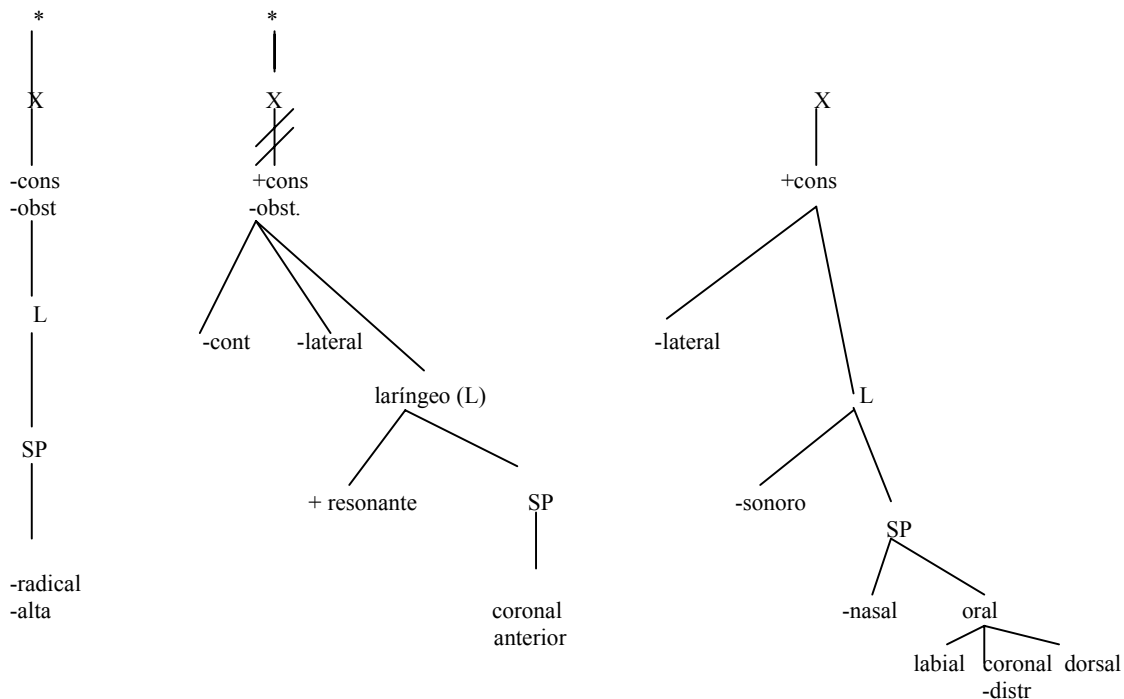 * *
X X X
-cons +cons +cons
-obst -obst.
L
-cont -lateral -lateral
laríngeo (L) L
SP
+ resonante SP -sonoro
SP
-radical
-alta coronal -nasal oral
anterior
labial coronal dorsal
-distr